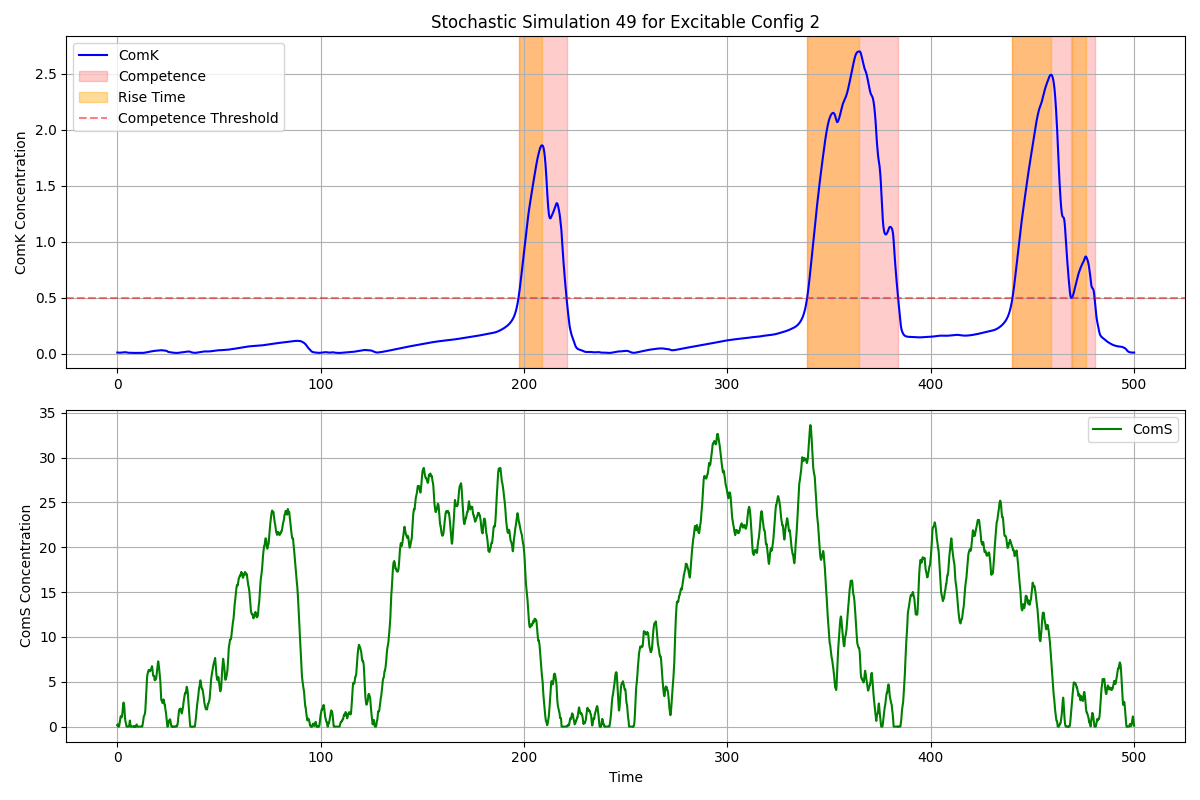 Stochastic Simulation 49 for Excitable Config 2
ComK
Competence
Rise Time
Competence Threshold
ComK Concentration
2.5
2.0
1.5
1.0
0.5
0.0
0 100 200 300 400 500
ComS
ComS Concentration
35
30
25
20
15
10
5
0
0 100 200 300 400 500
Time